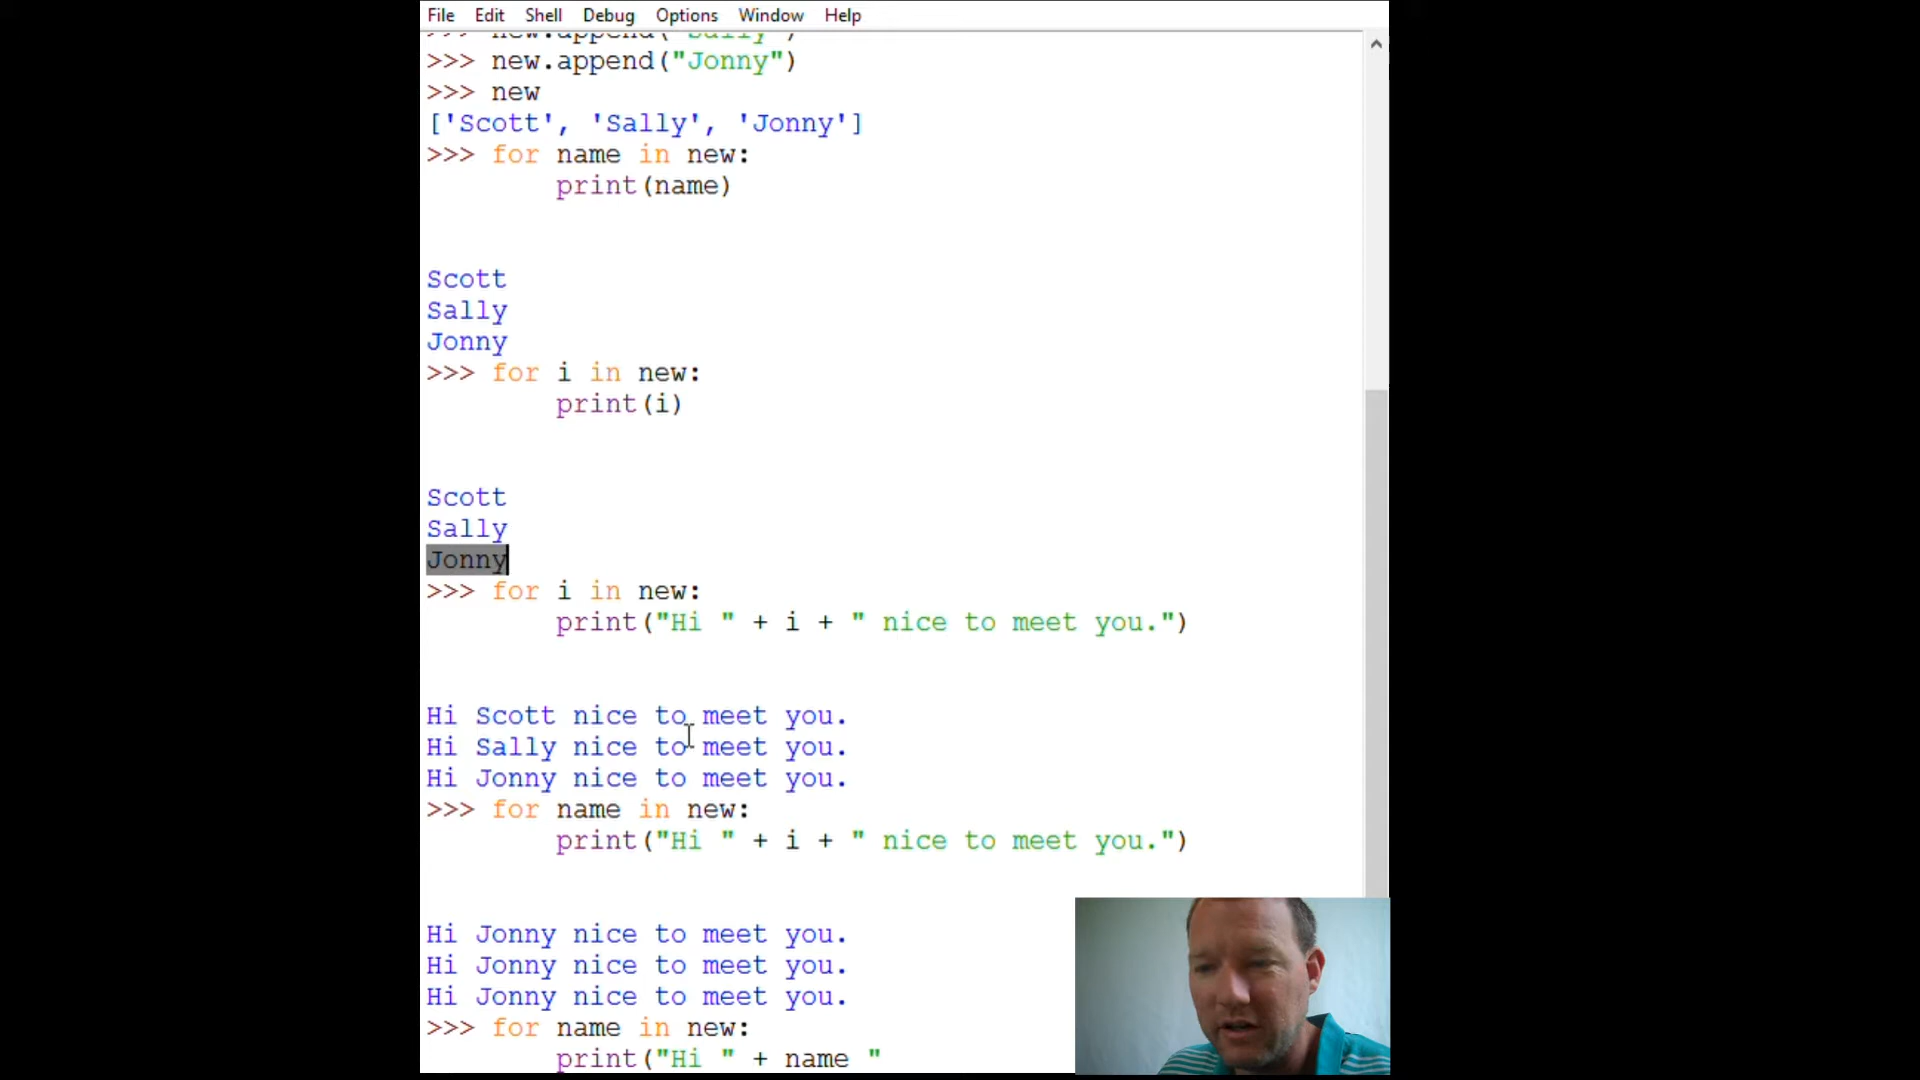 File Edit Shell Debug Options Window Help
>>> new.append("Sally")
>>> new.append("Jonny")
>>> new
['Scott', 'Sally', 'Jonny']
>>> for name in new:
print(name)
Scott
Sally
Jonny
>>> for i in new:
print(i)
Scott
Sally
Jonny
>>> for i in new:
print("Hi " + i + " nice to meet you.")
Hi Scott nice to meet you.
Hi Sally nice to meet you.
Hi Jonny nice to meet you.
>>> for name in new:
print("Hi " + i + " nice to meet you.")
Hi Jonny nice to meet you.
Hi Jonny nice to meet you.
Hi Jonny nice to meet you.
>>> for name in new:
print("Hi " + name "